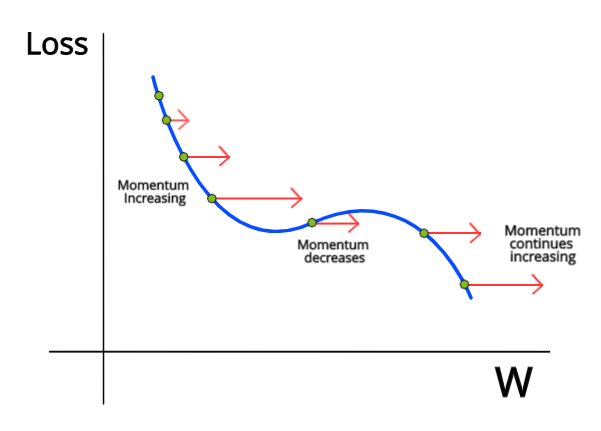 Loss
Momentum
Increasing
Momentum
decreases
Momentum
continues
increasing
W